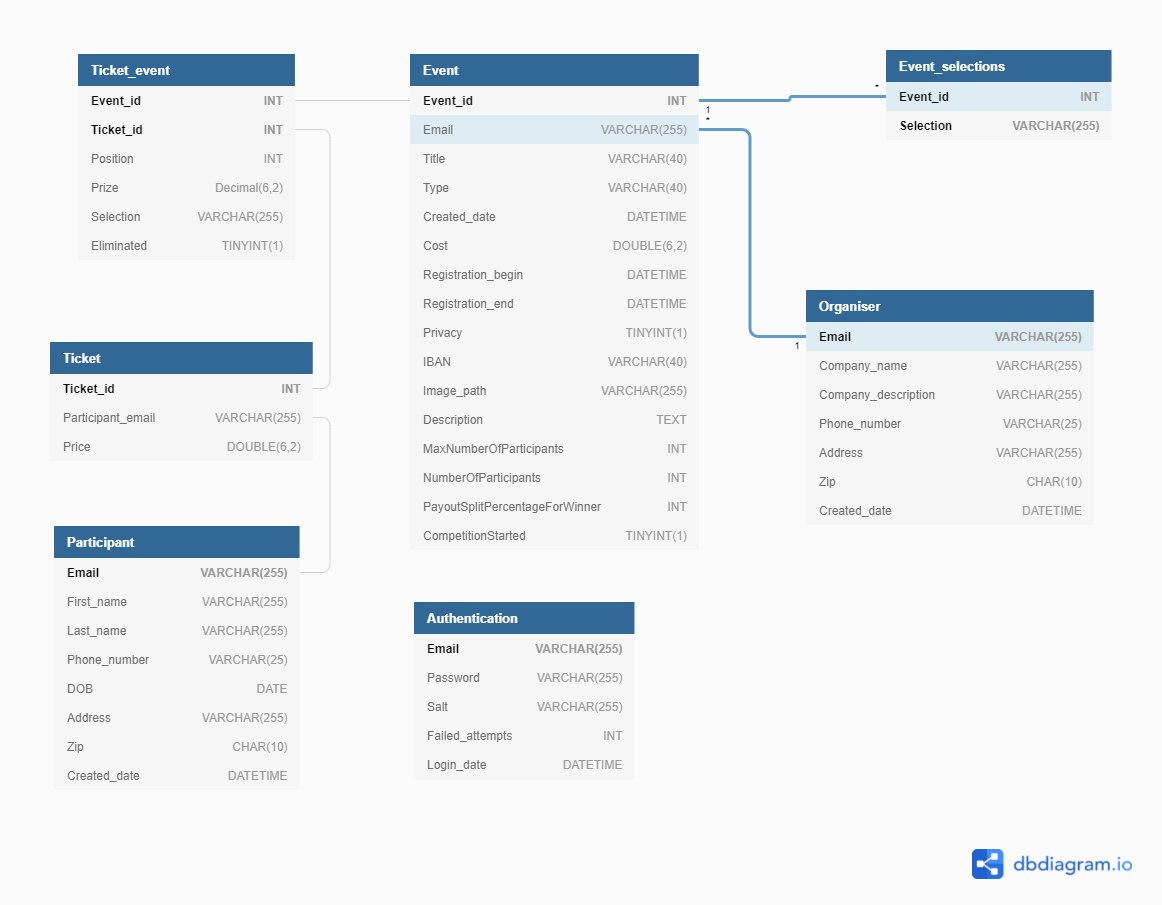 Ticket_event
Event_id INT
Ticket_id INT
Position INT
Prize Decimal(6,2)
Selection VARCHAR(255)
Eliminated TINYINT(1)
Event
Event_id INT
Email VARCHAR(255)
Title VARCHAR(40)
Type VARCHAR(40)
Created_date DATETIME
Cost DOUBLE(6,2)
Registration_begin DATETIME
Registration_end DATETIME
Privacy TINYINT(1)
IBAN VARCHAR(40)
Image_path VARCHAR(255)
Description TEXT
MaxNumberOfParticipants INT
NumberOfParticipants INT
PayoutSplitPercentageForWinner INT
CompetitionStarted TINYINT(1)
1
*
*
Event_selections
Event_id INT
Selection VARCHAR(255)
1
Organiser
Email VARCHAR(255)
Company_name VARCHAR(255)
Company_description VARCHAR(255)
Phone_number VARCHAR(25)
Address VARCHAR(255)
Zip CHAR(10)
Created_date DATETIME
Ticket
Ticket_id INT
Participant_email VARCHAR(255)
Price DOUBLE(6,2)
Participant
Email VARCHAR(255)
First_name VARCHAR(255)
Last_name VARCHAR(255)
Phone_number VARCHAR(25)
DOB DATE
Address VARCHAR(255)
Zip CHAR(10)
Created_date DATETIME
Authentication
Email VARCHAR(255)
Password VARCHAR(255)
Salt VARCHAR(255)
Failed_attempts INT
Login_date DATETIME
dbdiagram.io